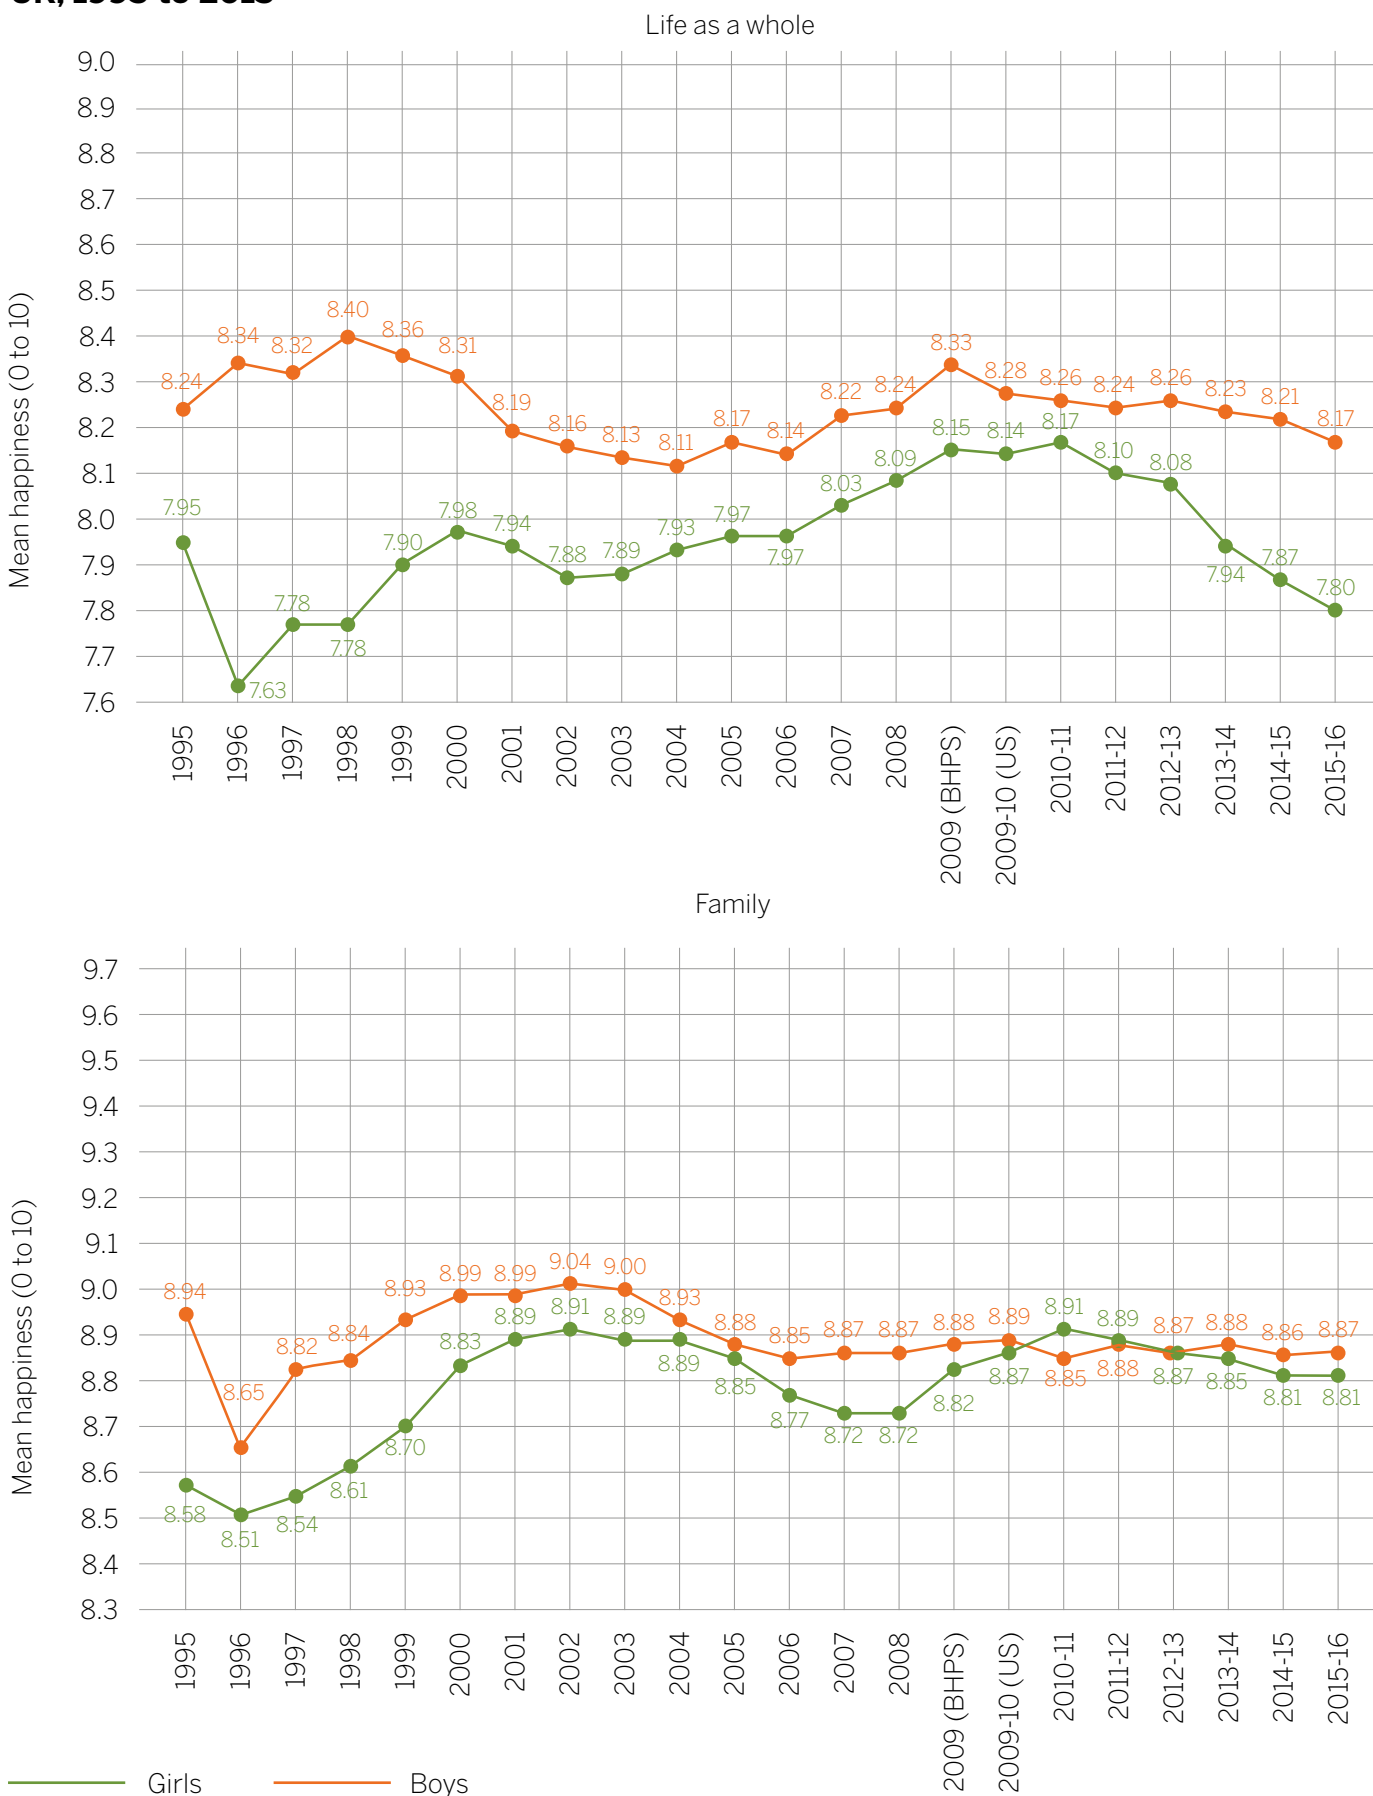 Life as a whole
Mean happiness (0 to 10)
9.0
8.9
8.8
8.7
8.6
8.5
8.4
8.3
8.2
8.1
8.0
7.9
7.8
7.7
7.6
8.24 8.34 8.32 8.40 8.36 8.31 8.19 8.16 8.13 8.11 8.17 8.14 8.22 8.24 8.33 8.28 8.26 8.24 8.26 8.23 8.21 8.17
7.95 7.63 7.78 7.78 7.90 7.98 7.94 7.88 7.89 7.93 7.97 7.97 8.03 8.09 8.15 8.14 8.17 8.10 8.08 7.94 7.87 7.80
1995 1996 1997 1998 1999 2000 2001 2002 2003 2004 2005 2006 2007 2008 2009 (BHPS) 2009-10 (US) 2010-11 2011-12 2012-13 2013-14 2014-15 2015-16
Family
Mean happiness (0 to 10)
9.7
9.6
9.5
9.4
9.3
9.2
9.1
9.0
8.9
8.8
8.7
8.6
8.5
8.4
8.3
8.94 8.65 8.82 8.84 8.93 8.99 8.99 9.04 9.00 8.93 8.88 8.85 8.87 8.87 8.88 8.89 8.85 8.88 8.87 8.88 8.86 8.87
8.58 8.51 8.54 8.61 8.70 8.83 8.89 8.91 8.89 8.89 8.85 8.77 8.72 8.72 8.82 8.87 8.91 8.89 8.87 8.85 8.81 8.81
1995 1996 1997 1998 1999 2000 2001 2002 2003 2004 2005 2006 2007 2008 2009 (BHPS) 2009-10 (US) 2010-11 2011-12 2012-13 2013-14 2014-15 2015-16
Girls Boys